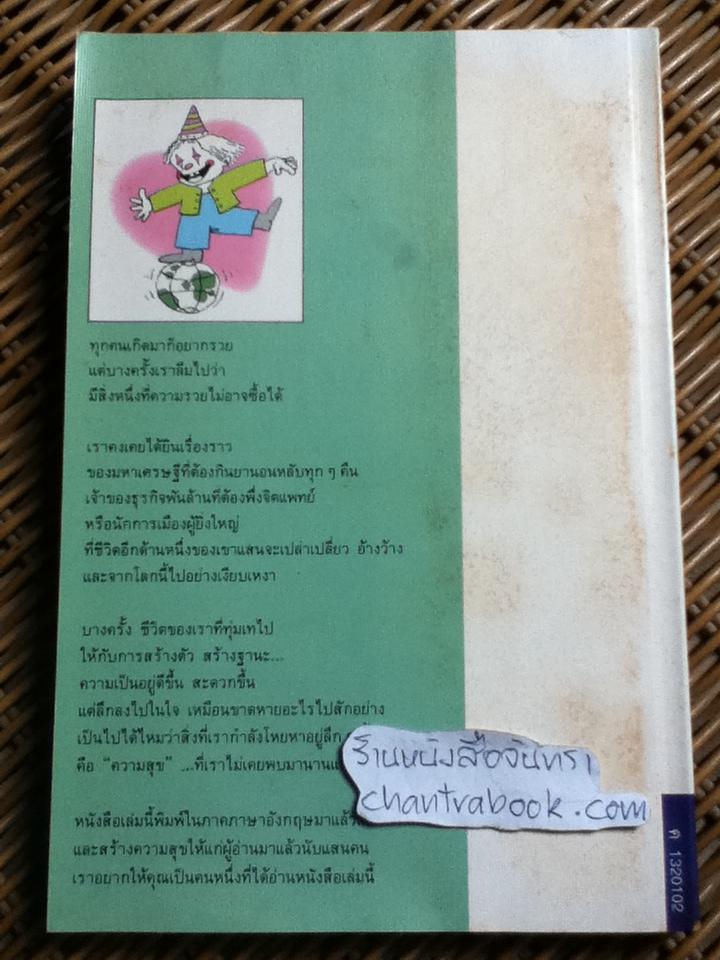 ทุกคนเกิดมาก็อยากรวย
แต่บางครั้งเราลืมไปว่า
มีสิ่งหนึ่งที่ความรวยไม่อาจซื้อได้
เราคงเคยได้ยินเรื่องราว
ของมหาเศรษฐีที่ต้องกินยานอนหลับทุก ๆ คืน
เจ้าของธุรกิจพันล้านที่ต้องพึ่งจิตแพทย์
หรือนักการเมืองผู้ยิ่งใหญ่
ที่ชีวิตอีกด้านหนึ่งของเขาแสนจะเปล่าเปลี่ยว อ้างว้าง
และจากโลกนี้ไปอย่างเงียบเหงา
บางครั้ง ชีวิตของเราที่ทุ่มเทไป
ให้กับการสร้างตัว สร้างฐานะ...
ความเป็นอยู่ดีขึ้น สะดวกขึ้น
แต่ลึกลงไปในใจ เหมือนขาดหายอะไรไปสักอย่าง
เป็นไปได้ไหมว่าสิ่งที่เรากำลังโหยหาอยู่ลึก
คือ "ความสุข" ...ที่เราไม่เคยพบมานาน
หนังสือเล่มนี้พิมพ์ในภาคภาษาอังกฤษมาแล้ว
และสร้างความสุขให้แก่ผู้อ่านมาแล้วนับแสนคน
เราอยากให้คุณเป็นคนหนึ่งที่ได้อ่านหนังสือเล่มนี้
ร้านหนังสือจันทรา
chantrabook.com
ค 1320102